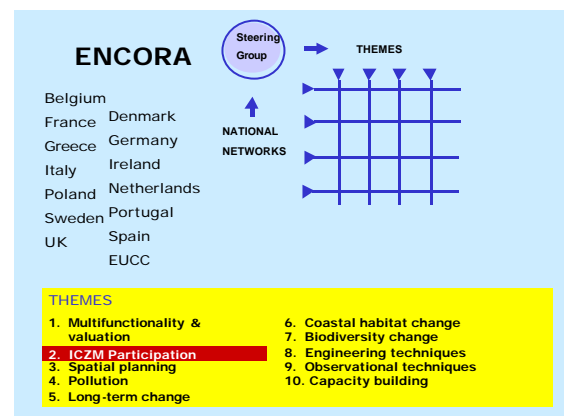 ENCORA
Steering
Group
THEMES
NATIONAL
NETWORKS
Belgium
France
Greece
Italy
Poland
Sweden
UK
Denmark
Germany
Ireland
Netherlands
Portugal
Spain
EUCC
THEMES
1. Multifunctionality &
valuation
2. ICZM Participation
3. Spatial planning
4. Pollution
5. Long-term change
6. Coastal habitat change
7. Biodiversity change
8. Engineering techniques
9. Observational techniques
10. Capacity building